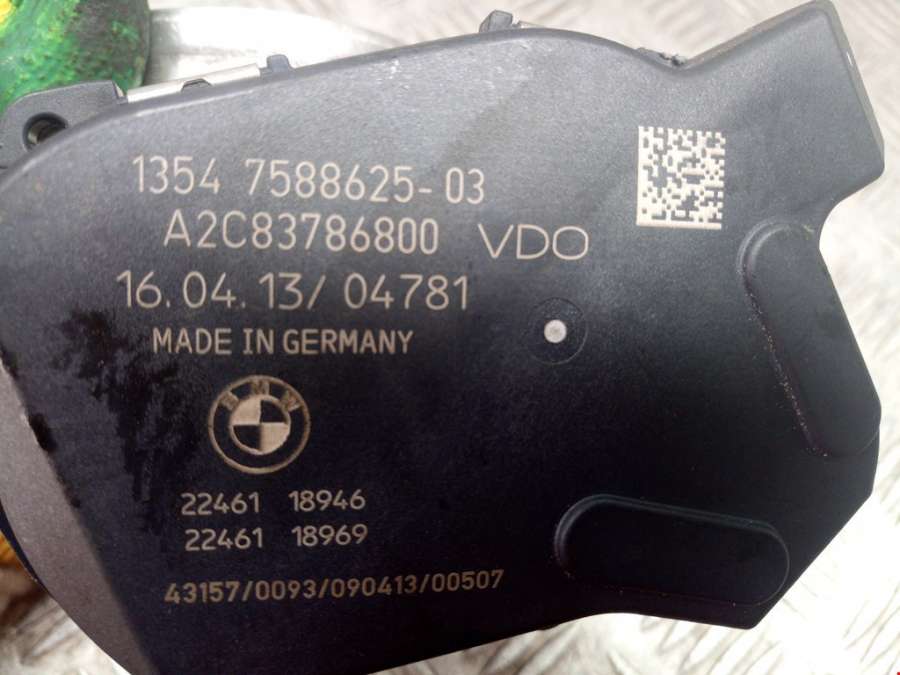 1354 7588625-03
A2C83786800 VDO
16.04.13/ 04781
MADE IN GERMANY
BMW
22461 18946
22461 18969
43157/0093/090413/00507